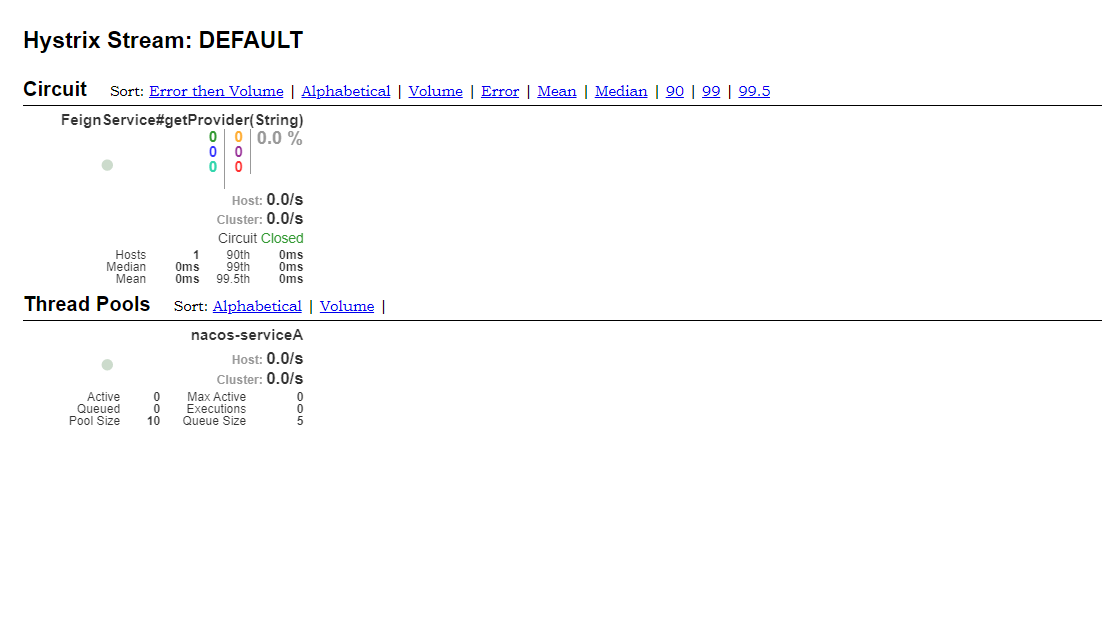 Hystrix Stream: DEFAULT
Circuit Sort: Error then Volume | Alphabetical | Volume | Error | Mean | Median | 90 | 99 | 99.5
FeignService#getProvider(String)
0 0 0.0 %
0 0
0 0
Host: 0.0/s
Cluster: 0.0/s
Circuit Closed
Hosts 1 90th 0ms
Median 0ms 99th 0ms
Mean 0ms 99.5th 0ms
Thread Pools Sort: Alphabetical | Volume |
nacos-serviceA
Host: 0.0/s
Cluster: 0.0/s
Active 0 Max Active 0
Queued 0 Executions 0
Pool Size 10 Queue Size 5